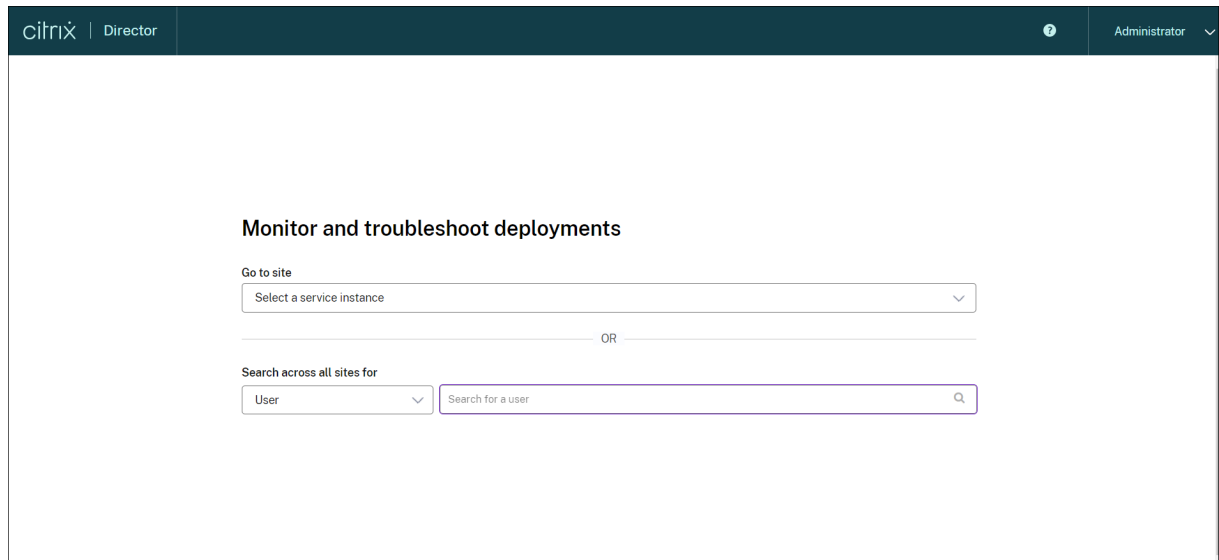 citrix | Director
?
Administrator
Monitor and troubleshoot deployments
Go to site
Select a service instance
OR
Search across all sites for
User
Search for a user